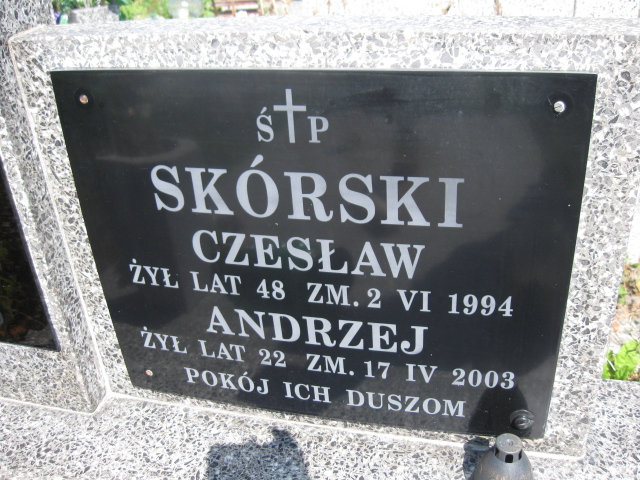 Ś†P
SKÓRSKI
CZESŁAW
ŻYŁ LAT 48 ZM. 2 VI 1994
ANDRZEJ
ŻYŁ LAT 22 ZM. 17 IV 2003
POKÓJ ICH DUSZOM